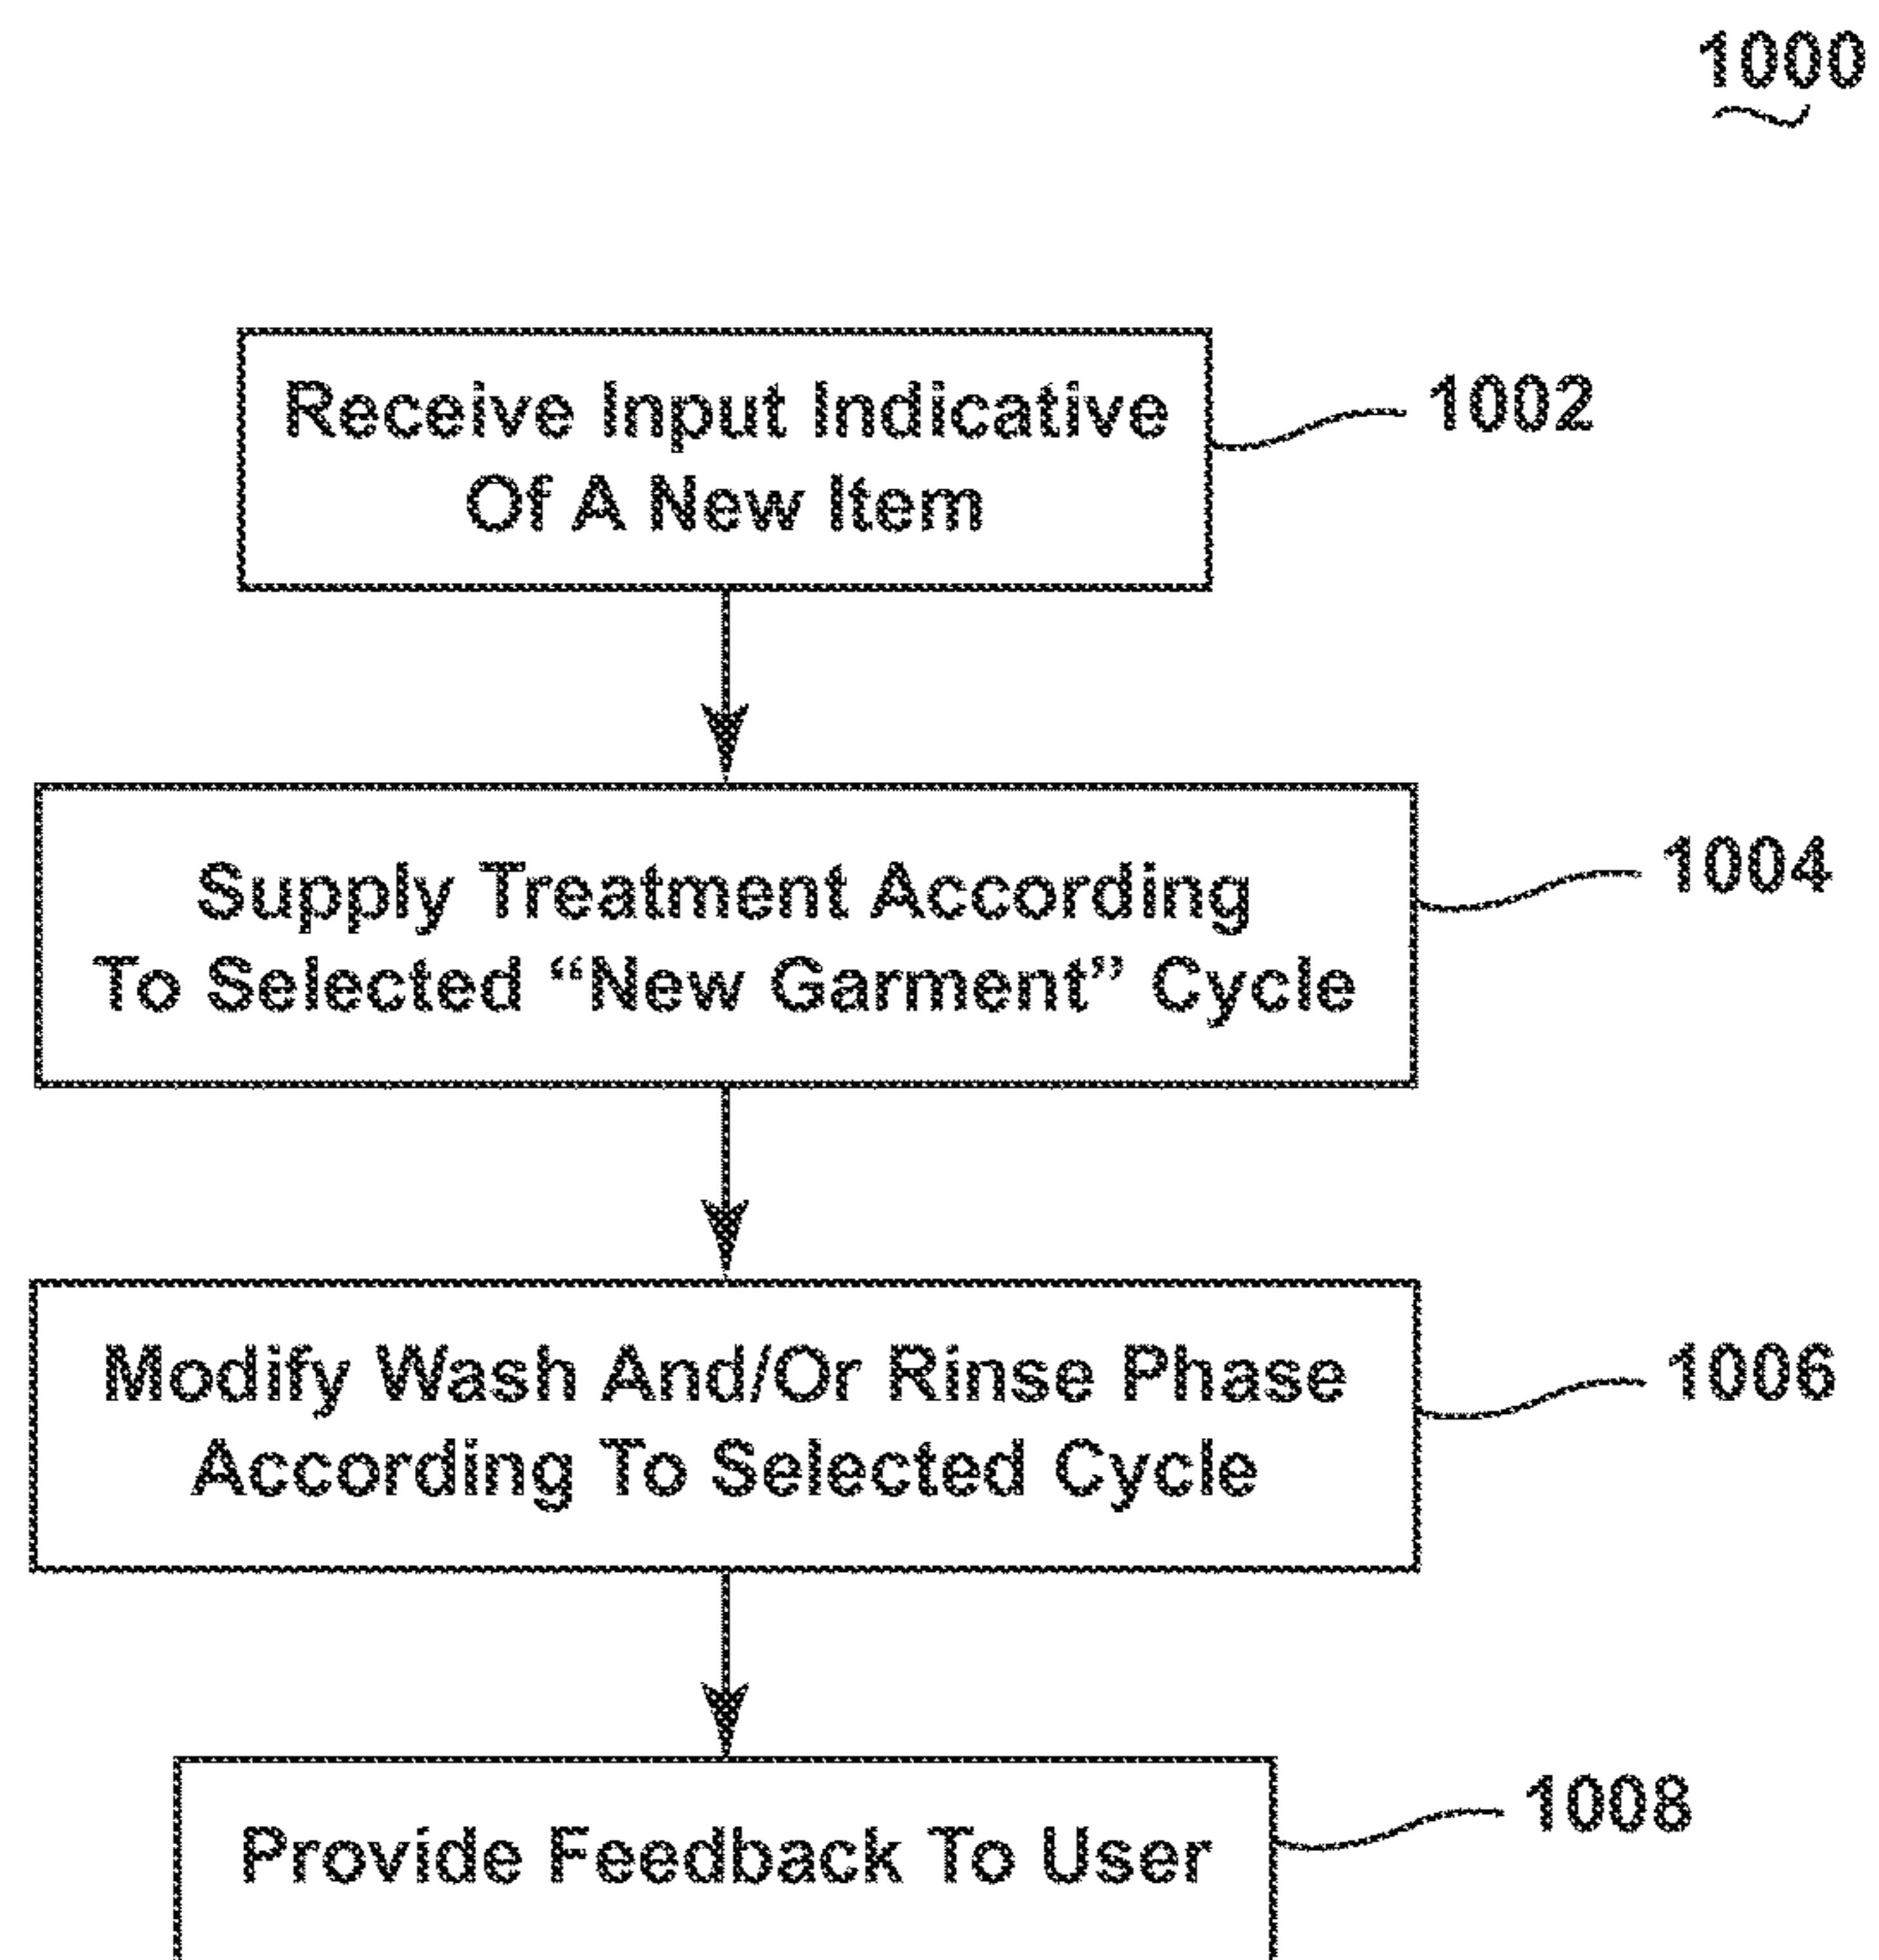 1000
Receive Input Indicative
Of A New Item
1002
Supply Treatment According
To Selected “New Garment” Cycle
1004
Modify Wash And/Or Rinse Phase
According To Selected Cycle
1006
Provide Feedback To User
1008